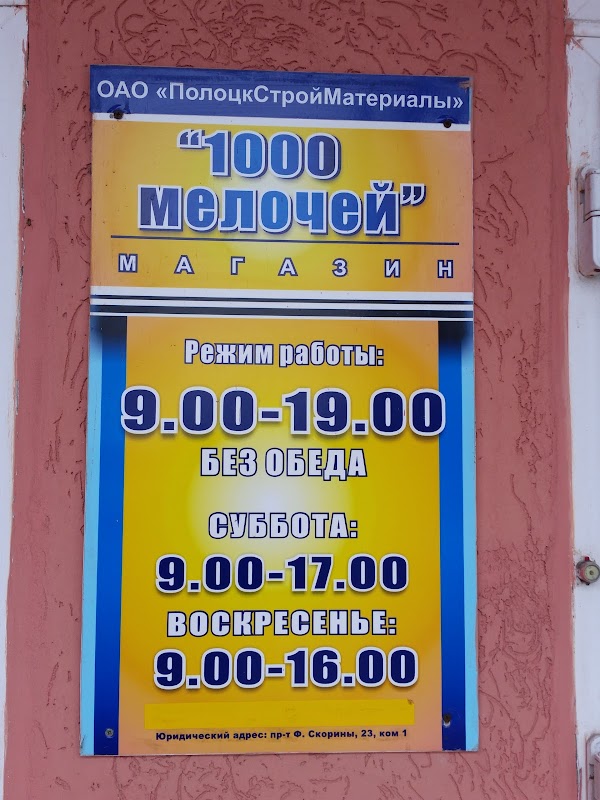 ОАО «ПолоцкСтройМатериалы»
“1000
мелочей”
МАГАЗИН
Режим работы:
9.00-19.00
БЕЗ ОБЕДА
СУББОТА:
9.00-17.00
ВОСКРЕСЕНЬЕ:
9.00-16.00
Юридический адрес: пр-т Ф. Скорины, 23, ком 1